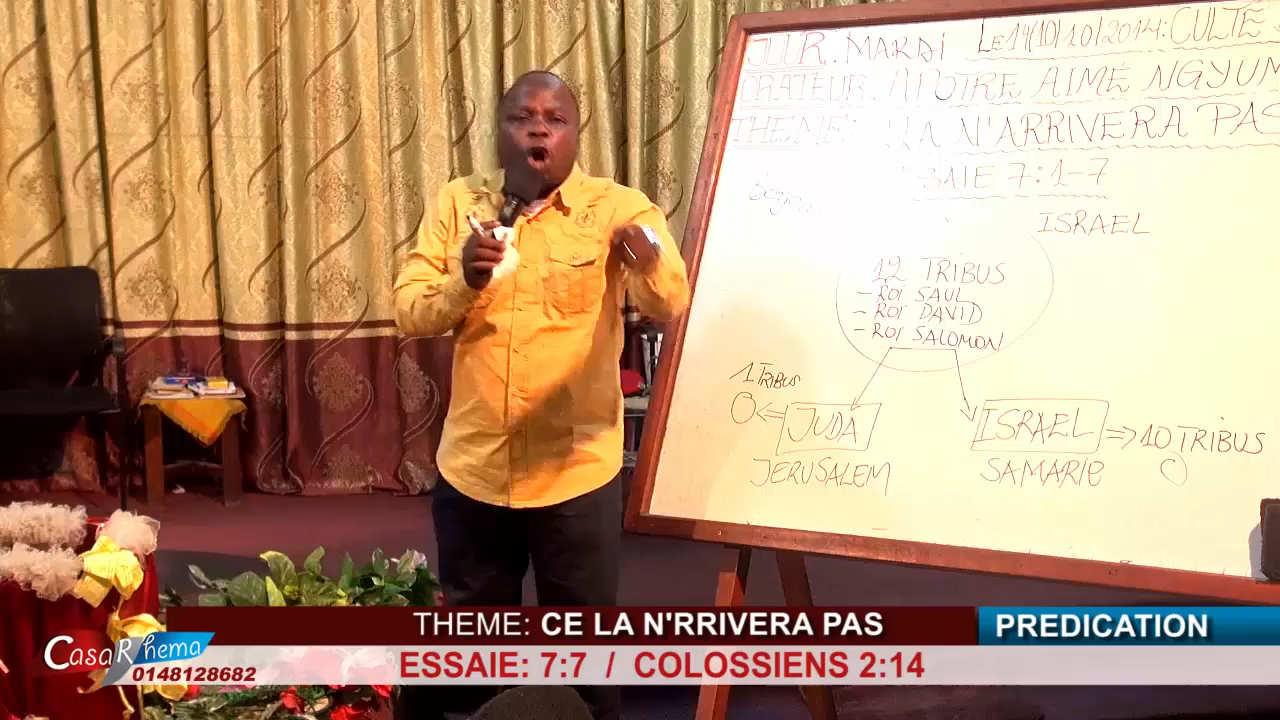 JOUR: MARDI LE 14/10/2014: CULTE
ORATEUR: APOTRE AIMÉ NGYUM
THEME: LA N'ARRIVERA PAS
SAIE 7:1-7
ISRAEL
12 TRIBUS
- ROI SAUL
- ROI DAVID
- ROI SALOMON
1 TRIBUS
JUDA
ISRAEL => 10 TRIBUS
JERUSALEM
SAMARIE
THEME: CE LA N'RRIVERA PAS
PREDICATION
CasaRhema
0148128682
ESSAIE: 7:7 / COLOSSIENS 2:14